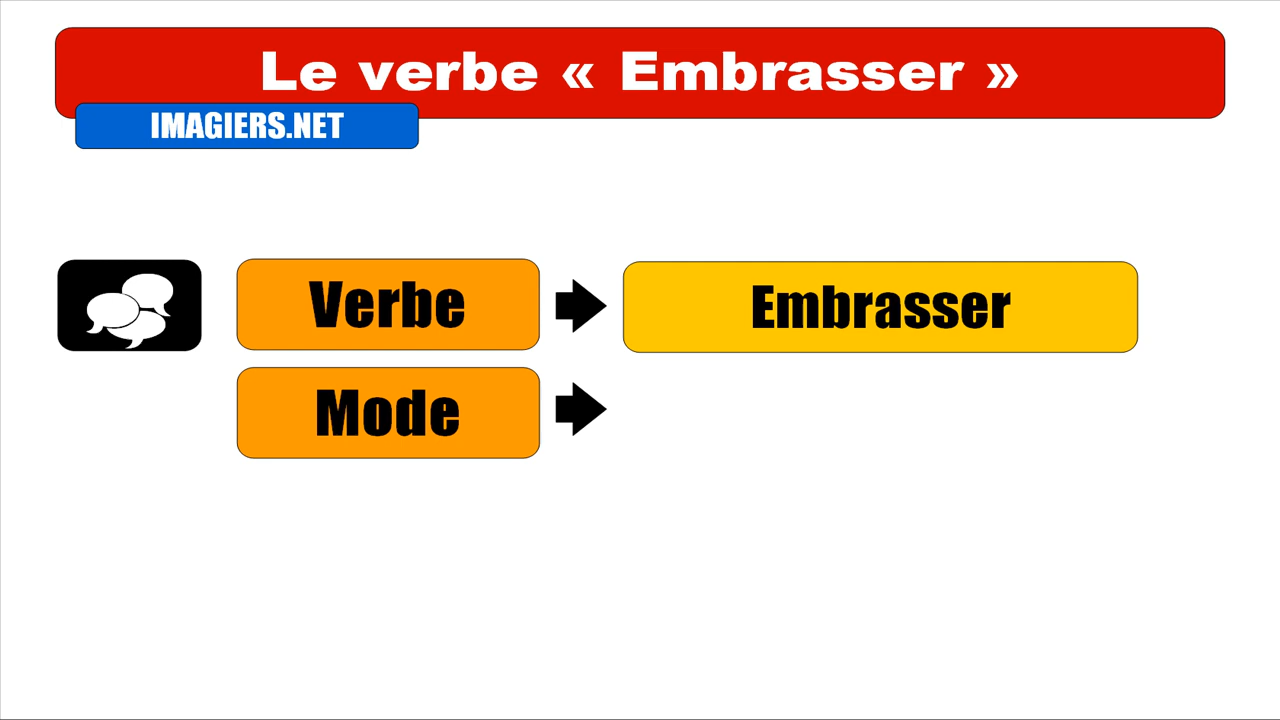 Le verbe « Embrasser »
IMAGIERS.NET
Verbe
Embrasser
Mode